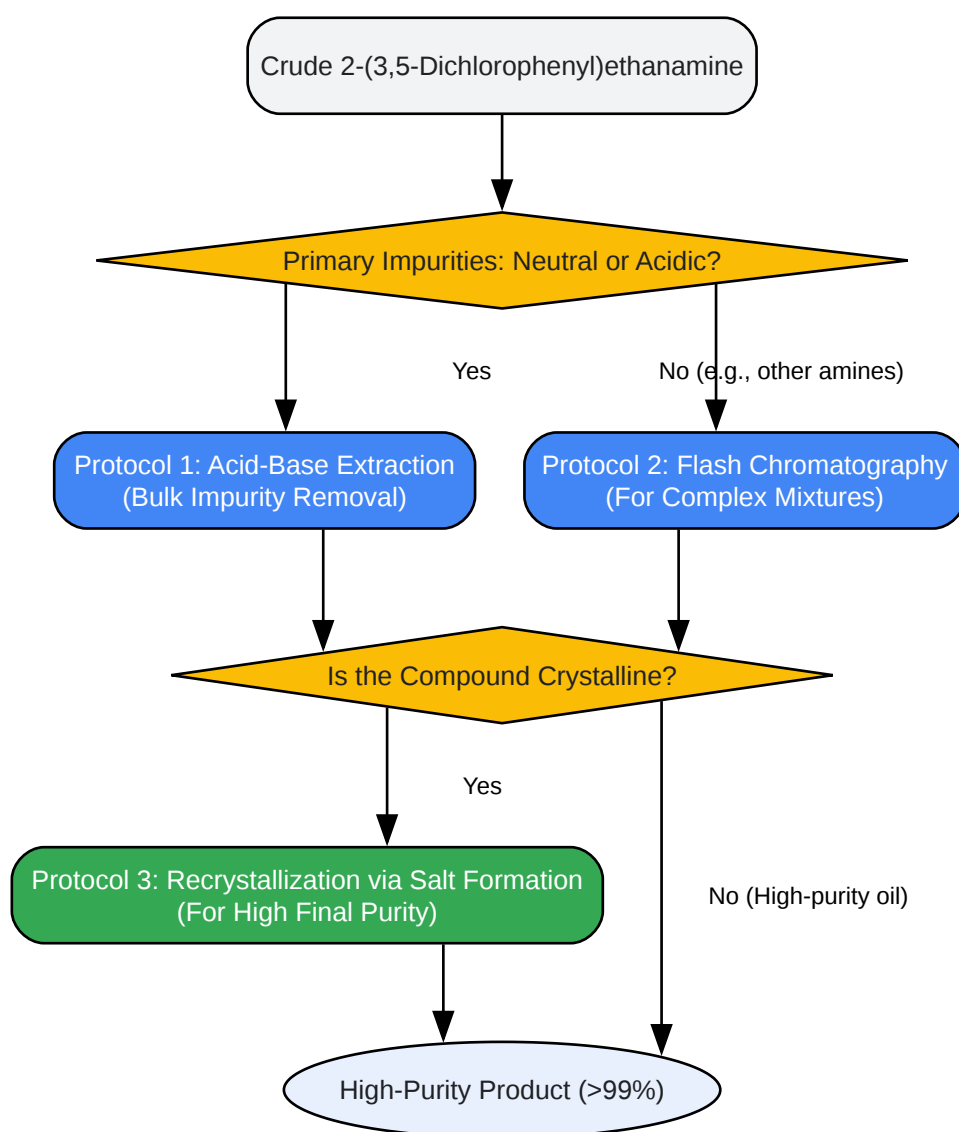 Crude 2-(3,5-Dichlorophenyl)ethanamine
Primary Impurities: Neutral or Acidic?
Yes
No (e.g., other amines)
Protocol 1: Acid-Base Extraction
(Bulk Impurity Removal)
Protocol 2: Flash Chromatography
(For Complex Mixtures)
Is the Compound Crystalline?
Yes
Protocol 3: Recrystallization via Salt Formation
(For High Final Purity)
No (High-purity oil)
High-Purity Product (>99%)